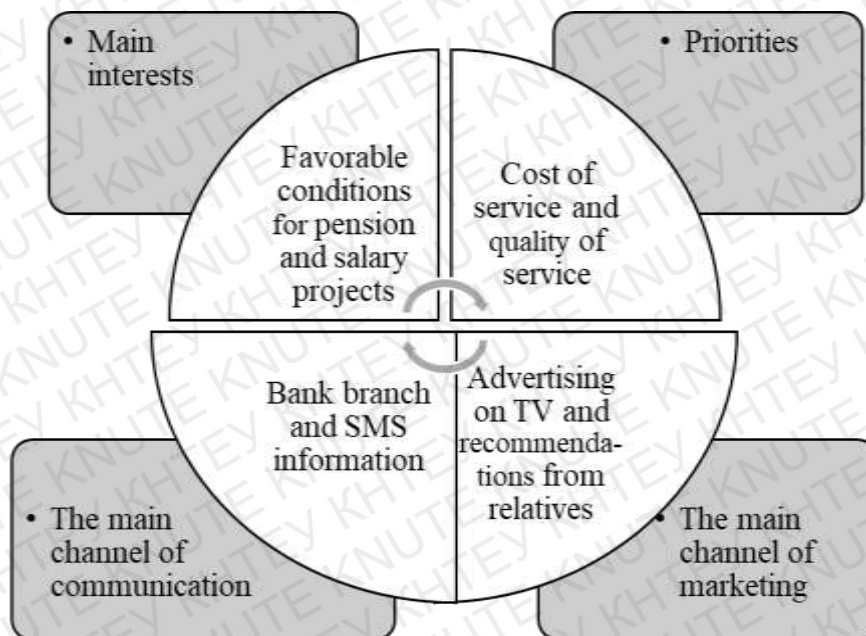 • Main
interests
• Priorities
Favorable
conditions
for pension
and salary
projects
Cost of
service and
quality of
service
Bank branch
and SMS
information
Advertising
on TV and
recommenda-
tions from
relatives
• The main
channel of
communication
• The main
channel of
marketing
KNUTE КНТЕУ